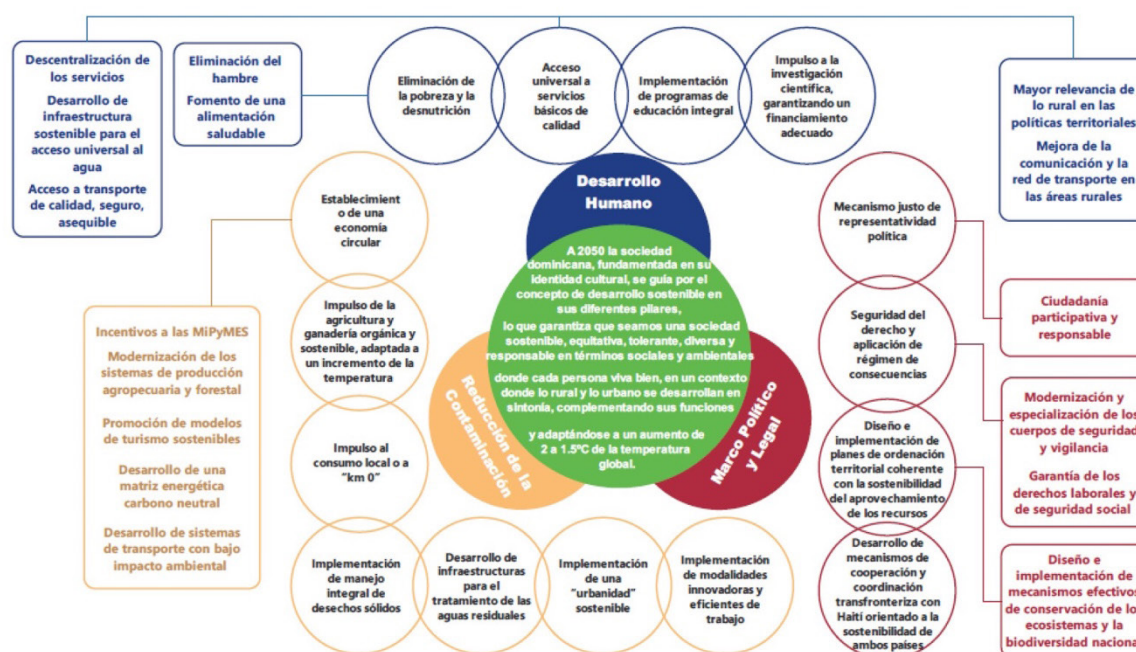 Descentralización de
los servicios
Desarrollo de
infraestructura
sostenible para el
acceso universal al
agua
Acceso a transporte
de calidad, seguro,
asequible
Eliminación del
hambre
Fomento de una
alimentación
saludable
Eliminación de
la pobreza y la
desnutrición
Acceso
universal a
servicios
básicos de
calidad
Implementación
de programas de
educación integral
Impulso a la
investigación
científica,
garantizando un
financiamiento
adecuado
Mayor relevancia de
lo rural en las
políticas territoriales
Mejora de la
comunicación y la
red de transporte en
las áreas rurales
Desarrollo
Humano
A 2050 la sociedad
dominicana, fundamentada en su
identidad cultural, se guía por el
concepto de desarrollo sostenible en
sus diferentes pilares,
lo que garantiza que seamos una sociedad
sostenible, equitativa, tolerante, diversa y
responsable en términos sociales y ambientales
donde cada persona viva bien, en un contexto
donde lo rural y lo urbano se desarrollan en
sintonía, complementando sus funciones
y adaptándose a un aumento de
2 a 1.5ºC de la temperatura
global.
Reducción de la
Contaminación
Marco Político
y Legal
Establecimient
o de una
economía
circular
Impulso de la
agricultura y
ganadería orgánica y
sostenible, adaptada a
un incremento de la
temperatura
Impulso al
consumo local o a
"km 0"
Implementación
de manejo
integral de
desechos sólidos
Desarrollo de
infraestructuras
para el
tratamiento de las
aguas residuales
Implementación
de una
"urbanidad"
sostenible
Implementación
de modalidades
innovadoras y
eficientes de
trabajo
Incentivos a las MiPyMES
Modernización de los
sistemas de producción
agropecuaria y forestal
Promoción de modelos
de turismo sostenibles
Desarrollo de una
matriz energética
carbono neutral
Desarrollo de sistemas
de transporte con bajo
impacto ambiental
Mecanismo justo de
representatividad
política
Seguridad del
derecho y
aplicación de
régimen de
consecuencias
Diseño e
implementación de
planes de ordenación
territorial coherente
con la sostenibilidad
del aprovechamiento
de los recursos
Desarrollo de
mecanismos de
cooperación y
coordinación
transfronteriza con
Haití orientado a la
sostenibilidad de
ambos países
Ciudadanía
participativa y
responsable
Modernización y
especialización de los
cuerpos de seguridad
y vigilancia
Garantía de los
derechos laborales y
de seguridad social
Diseño e
implementación de
mecanismos efectivos
de conservación de lo
ecosistemas y la
biodiversidad naciona